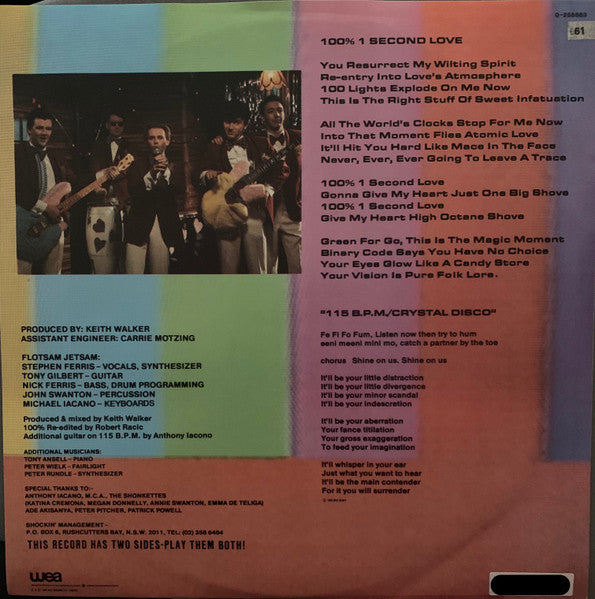 0-258883
61
100% 1 SECOND LOVE
You Resurrect My Wilting Spirit
Re-entry Into Love's Atmosphere
100 Lights Explode On Me Now
This Is The Right Stuff Of Sweet Infatuation
All The World's Clocks Stop For Me Now
Into That Moment Flies Atomic Love
It'll Hit You Hard Like Mace In The Face
Never, Ever, Ever Going To Leave A Trace
100% 1 Second Love
Gonna Give My Heart Just One Big Shove
100% 1 Second Love
Give My Heart High Octane Shove
Green For Go, This Is The Magic Moment
Binary Code Says You Have No Choice
Your Eyes Glow Like A Candy Store
Your Vision Is Pure Folk Lore.
"115 B.P.M./CRYSTAL DISCO"
Fe Fi Fo Fum, Listen now then try to hum
eeni meeni mini mo, catch a partner by the toe
chorus Shine on us. Shine on us
It'll be your little distraction
It'll be your little divergence
It'll be your minor scandal
It'll be your indescretion
It'll be your aberration
Your fance titilation
Your gross exaggeration
To feed your imagination
It'll whisper in your ear
Just what you want to hear
It'll be the main contender
For it you will surrender
PRODUCED BY: KEITH WALKER
ASSISTANT ENGINEER: CARRIE MOTZING
FLOTSAM JETSAM:
STEPHEN FERRIS – VOCALS, SYNTHESIZER
TONY GILBERT – GUITAR
NICK FERRIS – BASS, DRUM PROGRAMMING
JOHN SWANTON – PERCUSSION
MICHAEL IACANO – KEYBOARDS
Produced & mixed by Keith Walker
100% Re-edited by Robert Racic
Additional guitar on 115 B.P.M. by Anthony Iacono
ADDITIONAL MUSICIANS:
TONY ANSELL – PIANO
PETER WIELK – FAIRLIGHT
PETER RUNDLE – SYNTHESIZER
SPECIAL THANKS TO:-
ANTHONY IACANO, M.C.A., THE SHONKETTES
(KATINA CREMONA, MEGAN DONNELLY, ANNIE SWANTON, EMMA DE TELIGA)
ADE AKISANYA, PETER PITCHER, PATRICK POWELL
SHOCKIN' MANAGEMENT –
P.O. BOX 6, RUSHCUTTERS BAY, N.S.W. 2011, TEL: (02) 358 6464
THIS RECORD HAS TWO SIDES-PLAY THEM BOTH!
wea